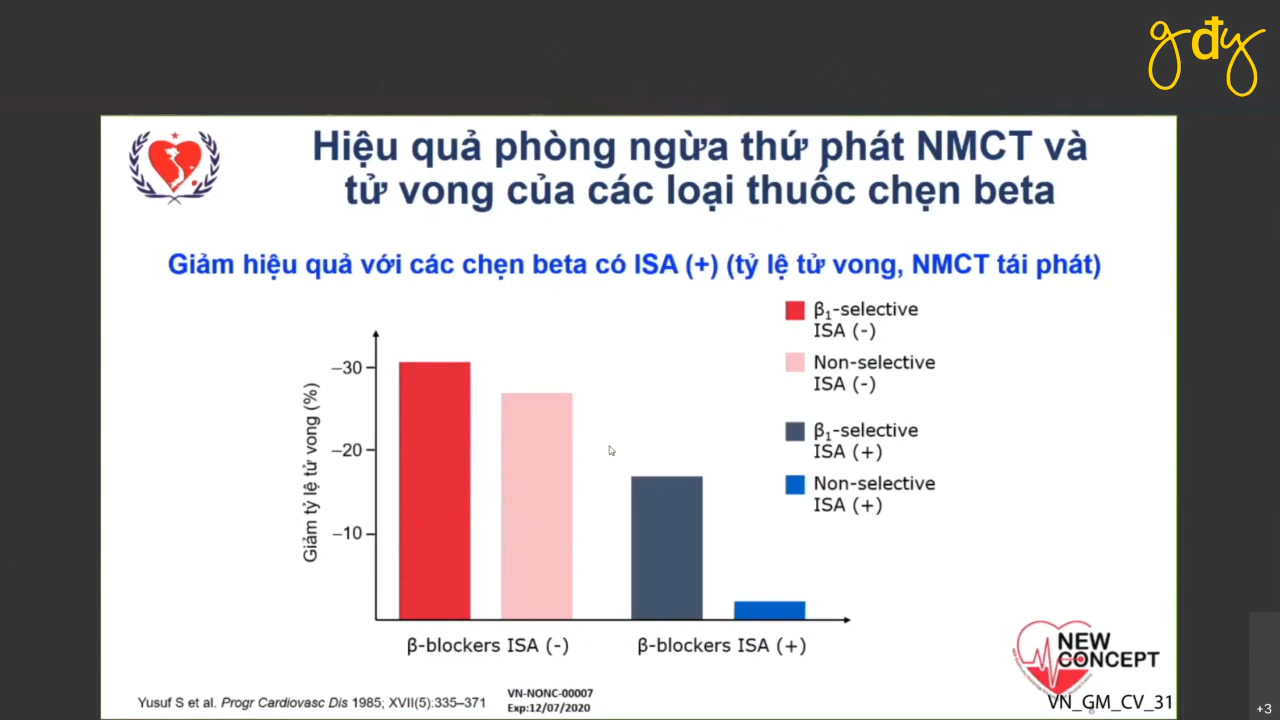 gđy
Hiệu quả phòng ngừa thứ phát NMCT và
tử vong của các loại thuốc chẹn beta
Giảm hiệu quả với các chẹn beta có ISA (+) (tỷ lệ tử vong, NMCT tái phát)
β₁-selective
ISA (-)
Non-selective
ISA (-)
β₁-selective
ISA (+)
Non-selective
ISA (+)
Giảm tỷ lệ tử vong (%)
–30
–20
–10
β-blockers ISA (-)
β-blockers ISA (+)
NEW
CONCEPT
Yusuf S et al. Progr Cardiovasc Dis 1985; XVII(5):335–371
VN-NONC-00007
Exp:12/07/2020
VN_GM_CV_31
+3